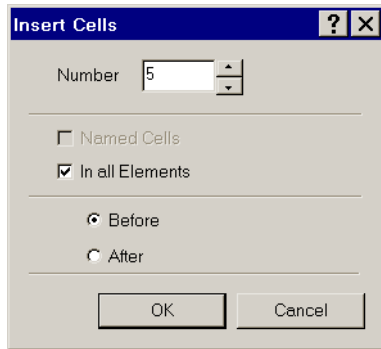 Insert Cells
Number 5
Named Cells
In all Elements
Before
After
OK Cancel